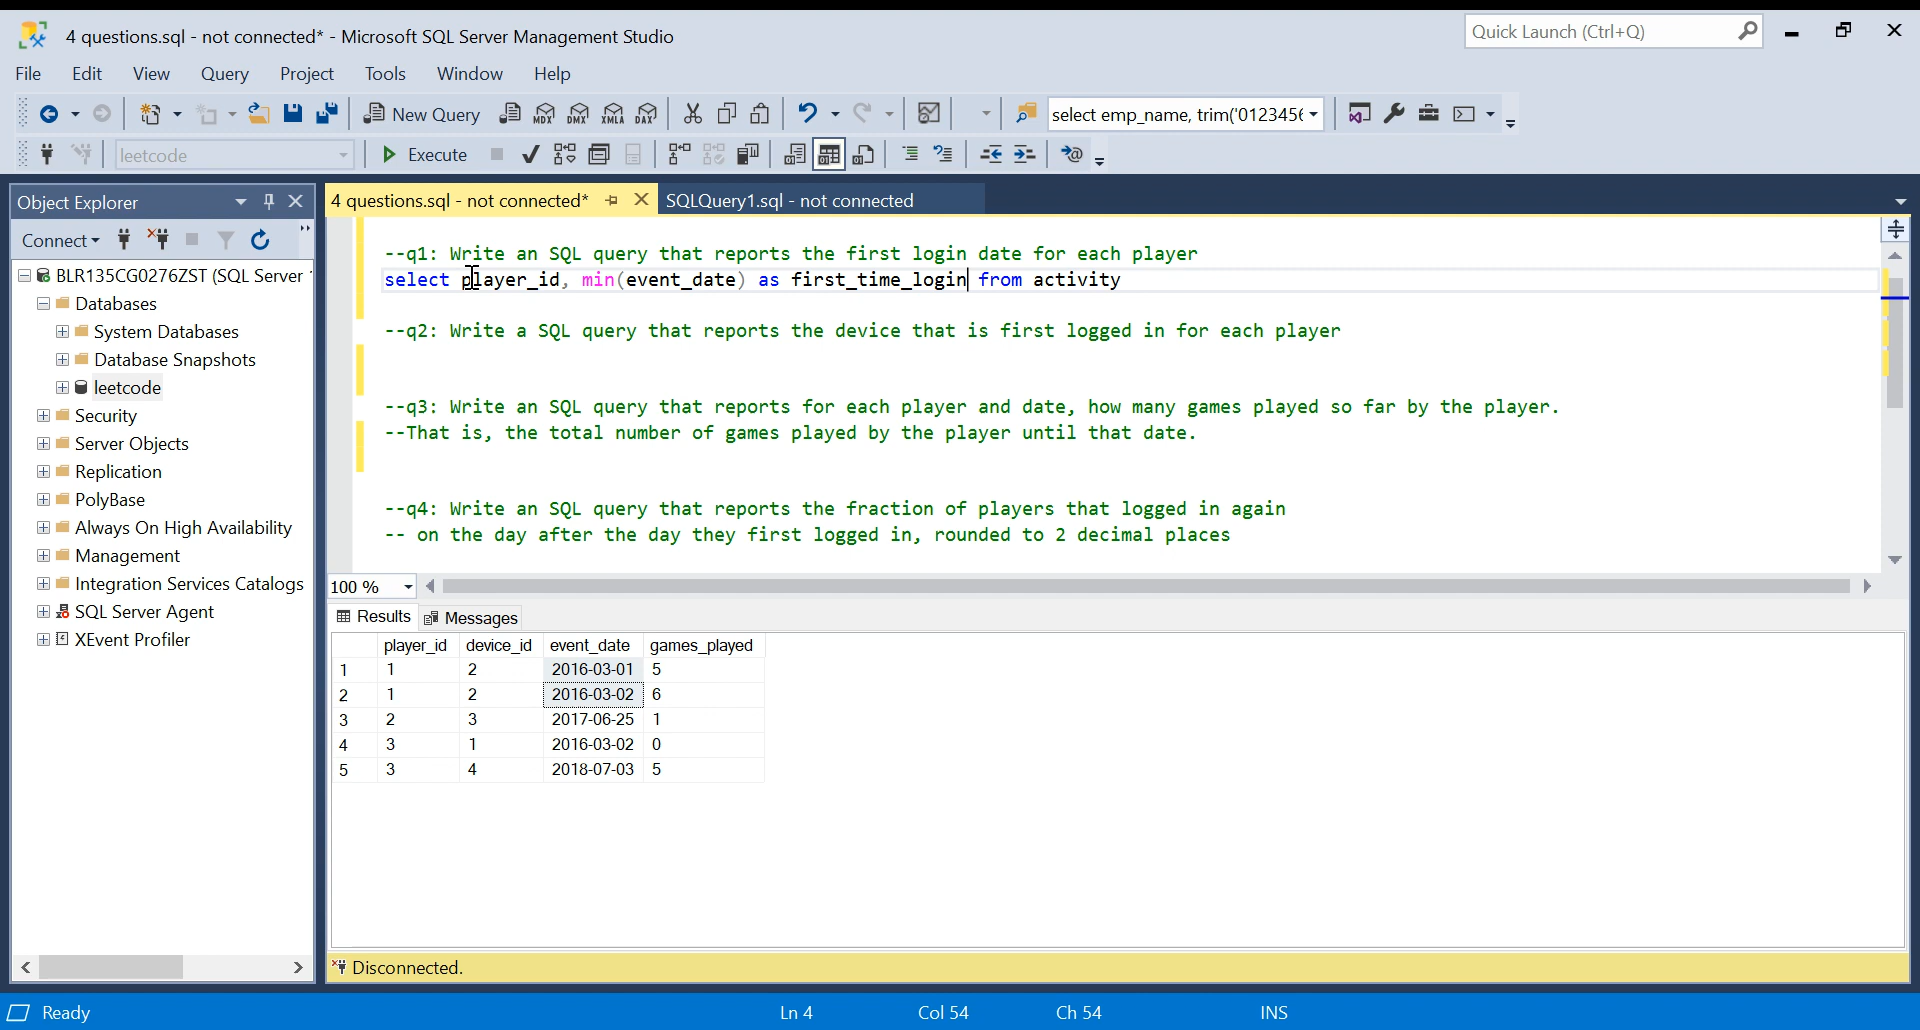 4 questions.sql - not connected* - Microsoft SQL Server Management Studio
Quick Launch (Ctrl+Q)
File Edit View Query Project Tools Window Help
New Query MDX DMX XMLA DAX select emp_name, trim('0123456
leetcode Execute
Object Explorer
4 questions.sql - not connected* SQLQuery1.sql - not connected
Connect
BLR135CG0276ZST (SQL Server
Databases
System Databases
Database Snapshots
leetcode
Security
Server Objects
Replication
PolyBase
Always On High Availability
Management
Integration Services Catalogs
SQL Server Agent
XEvent Profiler
--q1: Write an SQL query that reports the first login date for each player
select player_id, min(event_date) as first_time_login from activity
--q2: Write a SQL query that reports the device that is first logged in for each player
--q3: Write an SQL query that reports for each player and date, how many games played so far by the player.
--That is, the total number of games played by the player until that date.
--q4: Write an SQL query that reports the fraction of players that logged in again
-- on the day after the day they first logged in, rounded to 2 decimal places
100 %
Results Messages
player_id device_id event_date games_played
1 1 2 2016-03-01 5
2 1 2 2016-03-02 6
3 2 3 2017-06-25 1
4 3 1 2016-03-02 0
5 3 4 2018-07-03 5
Disconnected.
Ready Ln 4 Col 54 Ch 54 INS